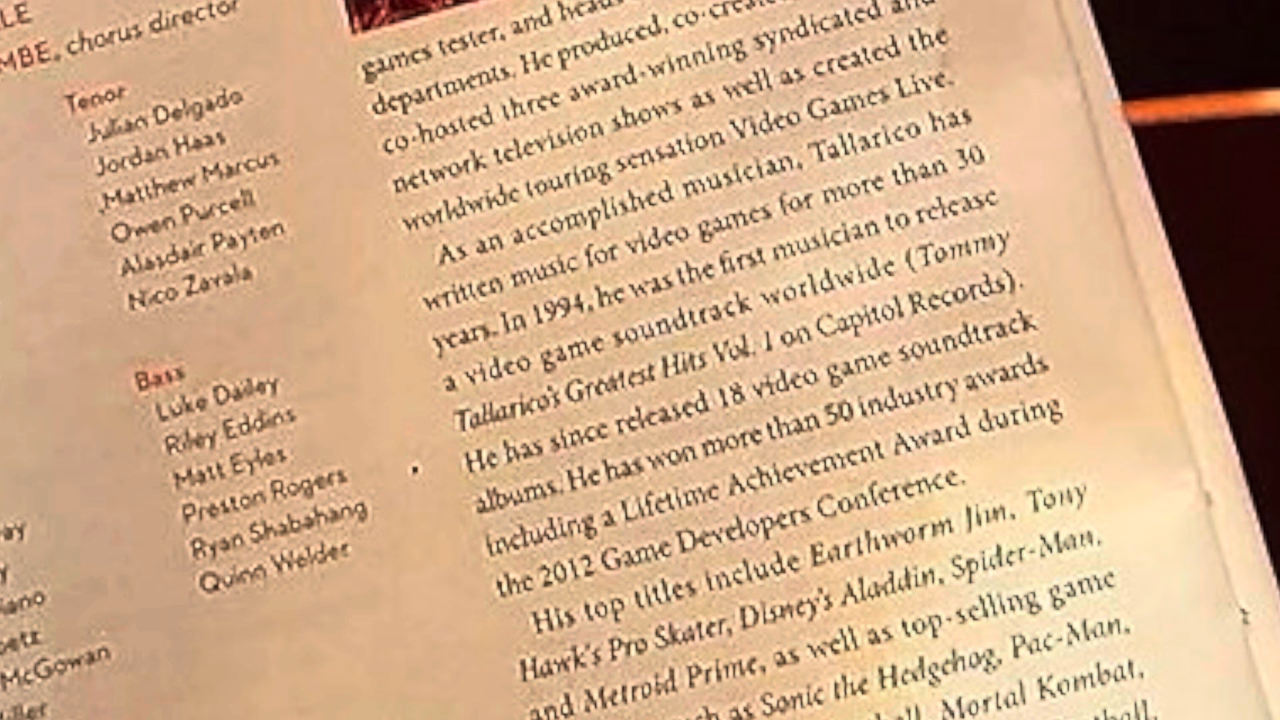 LE
MBE, chorus director
Tenor
Julian Delgado
Jordan Haas
Matthew Marcus
Owen Purcell
Alasdair Payten
Nico Zavala
Bass
Luke Dailey
Riley Eddins
Matt Eyles
Preston Rogers
Ryan Shabahang
Quinn Welder
ay
y
iano
oetz
McGowan
iller
games tester, and heads
departments. He produced, co-created
co-hosted three award-winning syndicated and
network television shows as well as created the
worldwide touring sensation Video Games Live.
As an accomplished musician, Tallarico has
written music for video games for more than 30
years. In 1994, he was the first musician to release
a video game soundtrack worldwide (Tommy
Tallarico's Greatest Hits Vol. 1 on Capitol Records).
He has since released 18 video game soundtrack
albums. He has won more than 50 industry awards
including a Lifetime Achievement Award during
the 2012 Game Developers Conference.
His top titles include Earthworm Jim, Tony
Hawk's Pro Skater, Disney's Aladdin, Spider-Man,
and Metroid Prime, as well as top-selling game
as Sonic the Hedgehog, Pac-Man,
Mortal Kombat,